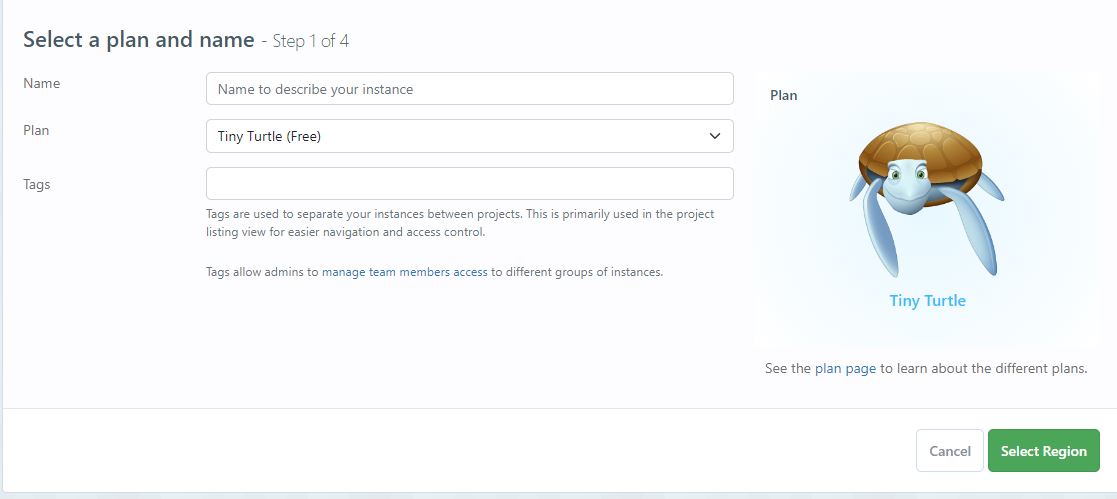 Select a plan and name - Step 1 of 4
Name
Name to describe your instance
Plan
Tiny Turtle (Free)
Tags
Tags are used to separate your instances between projects. This is primarily used in the project
listing view for easier navigation and access control.
Tags allow admins to manage team members access to different groups of instances.
Plan
Tiny Turtle
See the plan page to learn about the different plans.
Cancel
Select Region